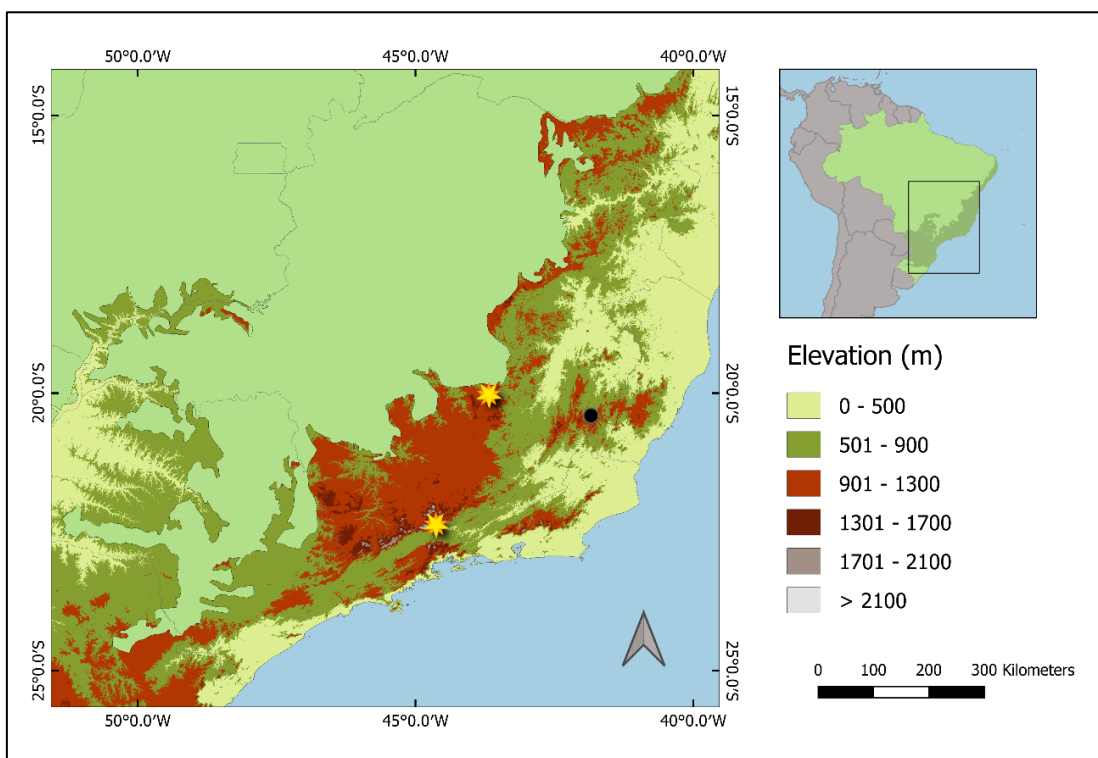 50°0.0′W 45°0.0′W 40°0.0′W
15°0.0′S 15°0.0′S
20°0.0′S 20°0.0′S
25°0.0′S 25°0.0′S
50°0.0′W 45°0.0′W 40°0.0′W
Elevation (m)
0 - 500
501 - 900
901 - 1300
1301 - 1700
1701 - 2100
> 2100
0 100 200 300 Kilometers